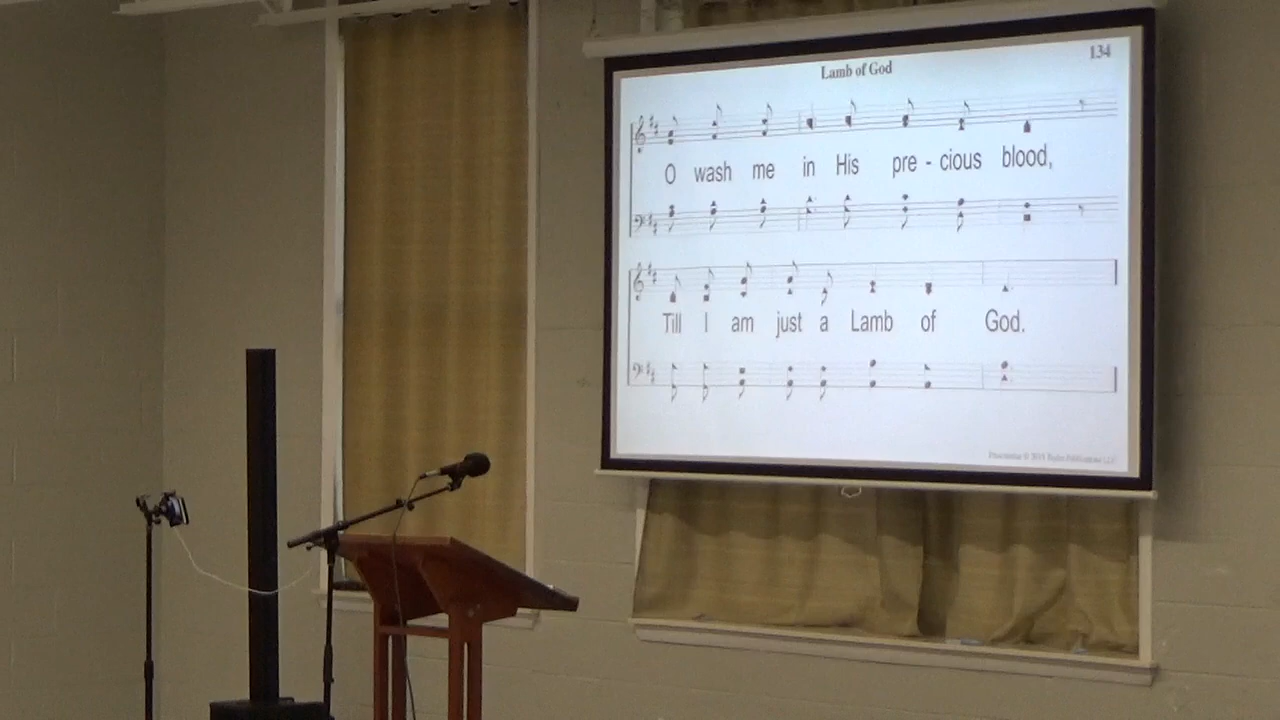 134
Lamb of God
O wash me in His pre - cious blood,
Till I am just a Lamb of God.